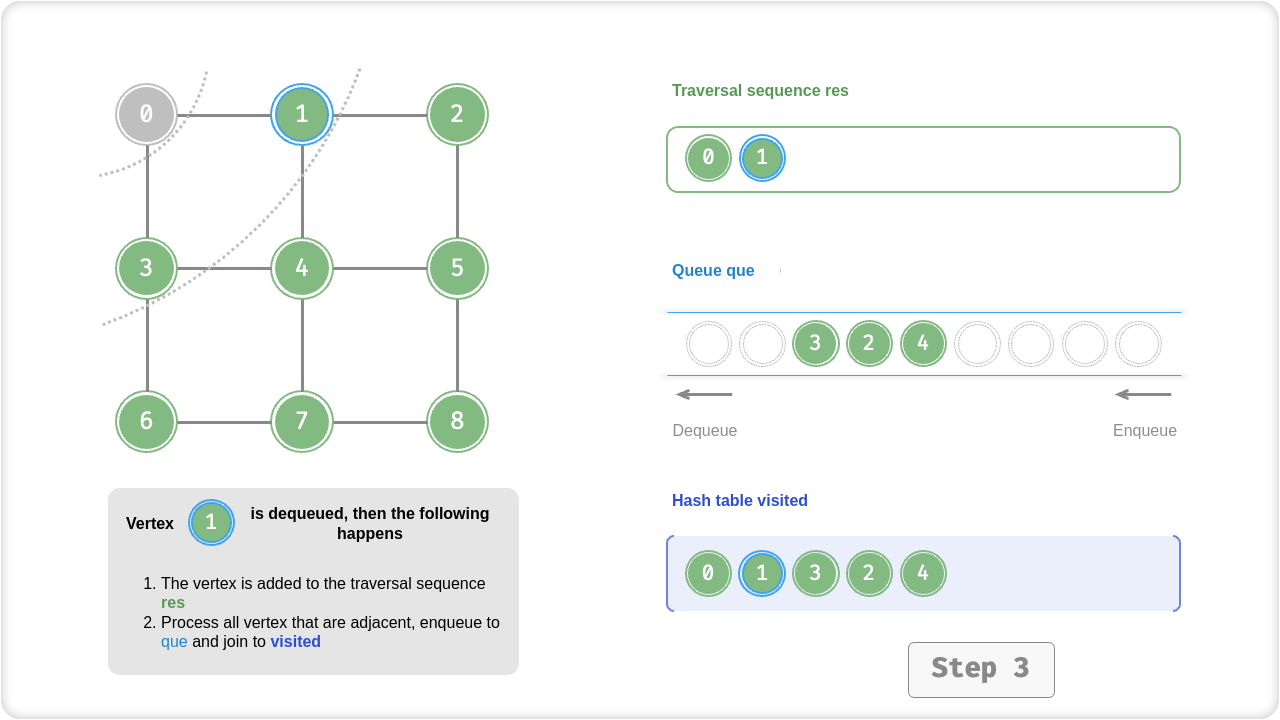 0 1 2
3 4 5
6 7 8
Vertex 1 is dequeued, then the following
happens
1. The vertex is added to the traversal sequence
res
2. Process all vertex that are adjacent, enqueue to
que and join to visited
Traversal sequence res
0 1
Queue que
3 2 4
Dequeue Enqueue
Hash table visited
0 1 3 2 4
Step 3